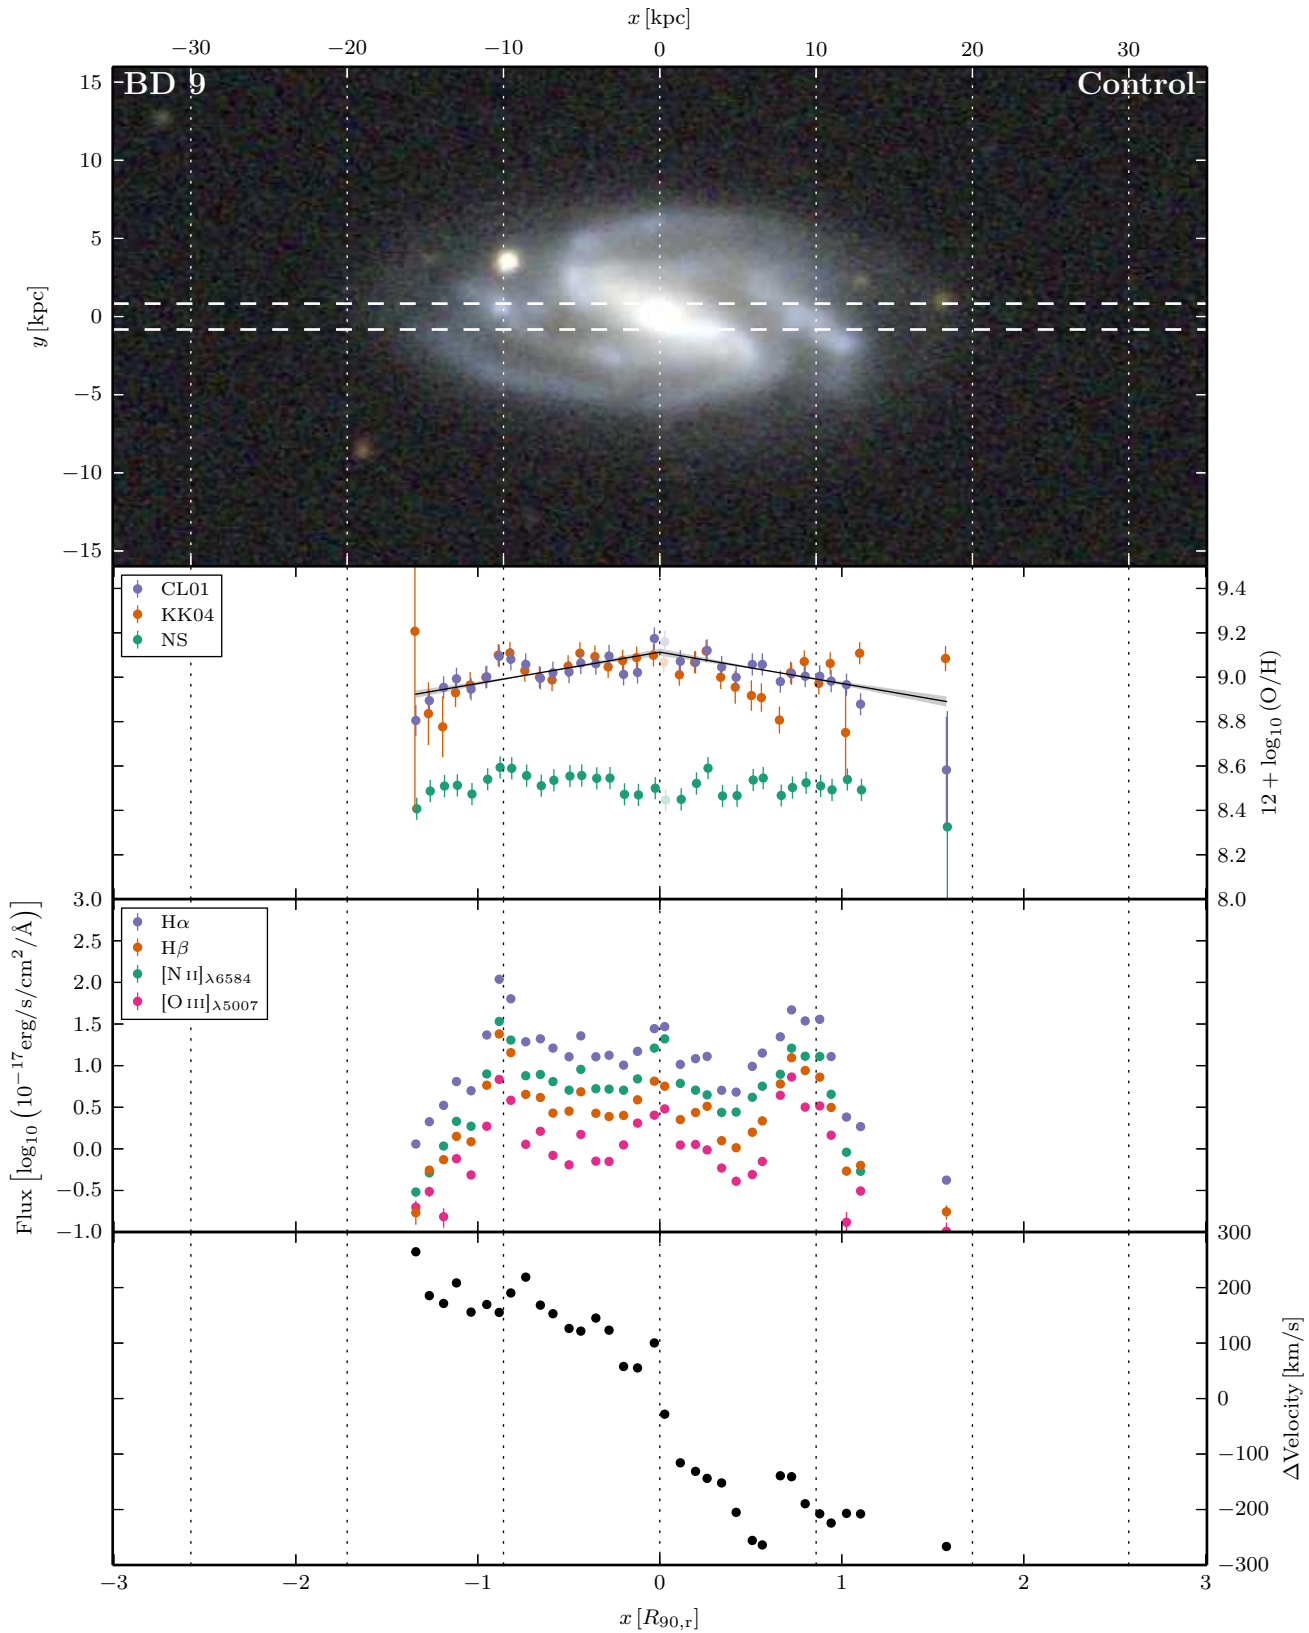 x [kpc]
−30 −20 −10 0 10 20 30
BD 9 Control
15
10
5
0
−5
−10
−15
y [kpc]
CL01
KK04
NS
9.4
9.2
9.0
8.8
8.6
8.4
8.2
8.0
12 + log₁₀ (O/H)
3.0
2.5
2.0
1.5
1.0
0.5
0.0
−0.5
−1.0
Flux [log₁₀ (10⁻¹⁷erg/s/cm²/Å)]
Hα
Hβ
[N II]λ6584
[O III]λ5007
300
200
100
0
−100
−200
−300
ΔVelocity [km/s]
−3 −2 −1 0 1 2 3
x [R₉₀,ᵣ]